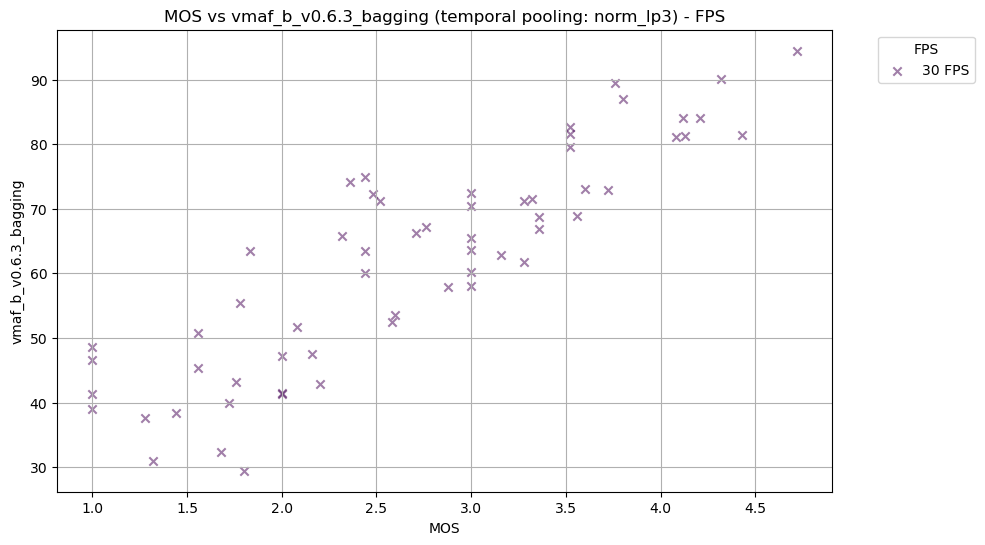 MOS vs vmaf_b_v0.6.3_bagging (temporal pooling: norm_lp3) - FPS
FPS
30 FPS
vmaf_b_v0.6.3_bagging
90
80
70
60
50
40
30
1.0 1.5 2.0 2.5 3.0 3.5 4.0 4.5
MOS